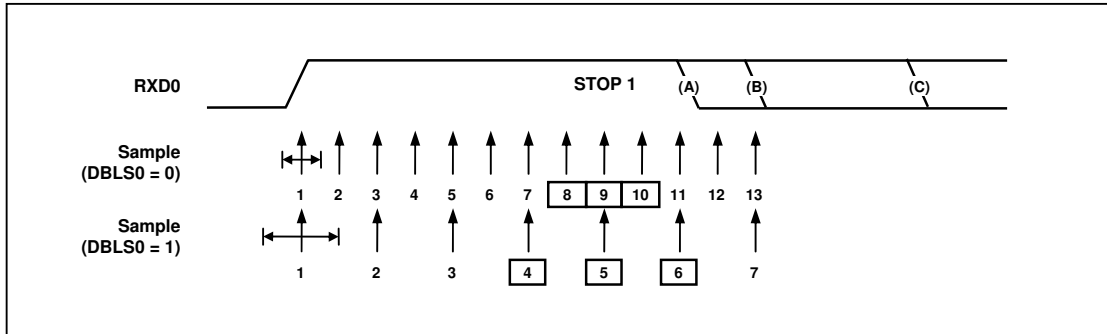 RXD0
STOP 1
(A)
(B)
(C)
Sample
(DBLS0 = 0)
1 2 3 4 5 6 7 8 9 10 11 12 13
Sample
(DBLS0 = 1)
1 2 3 4 5 6 7